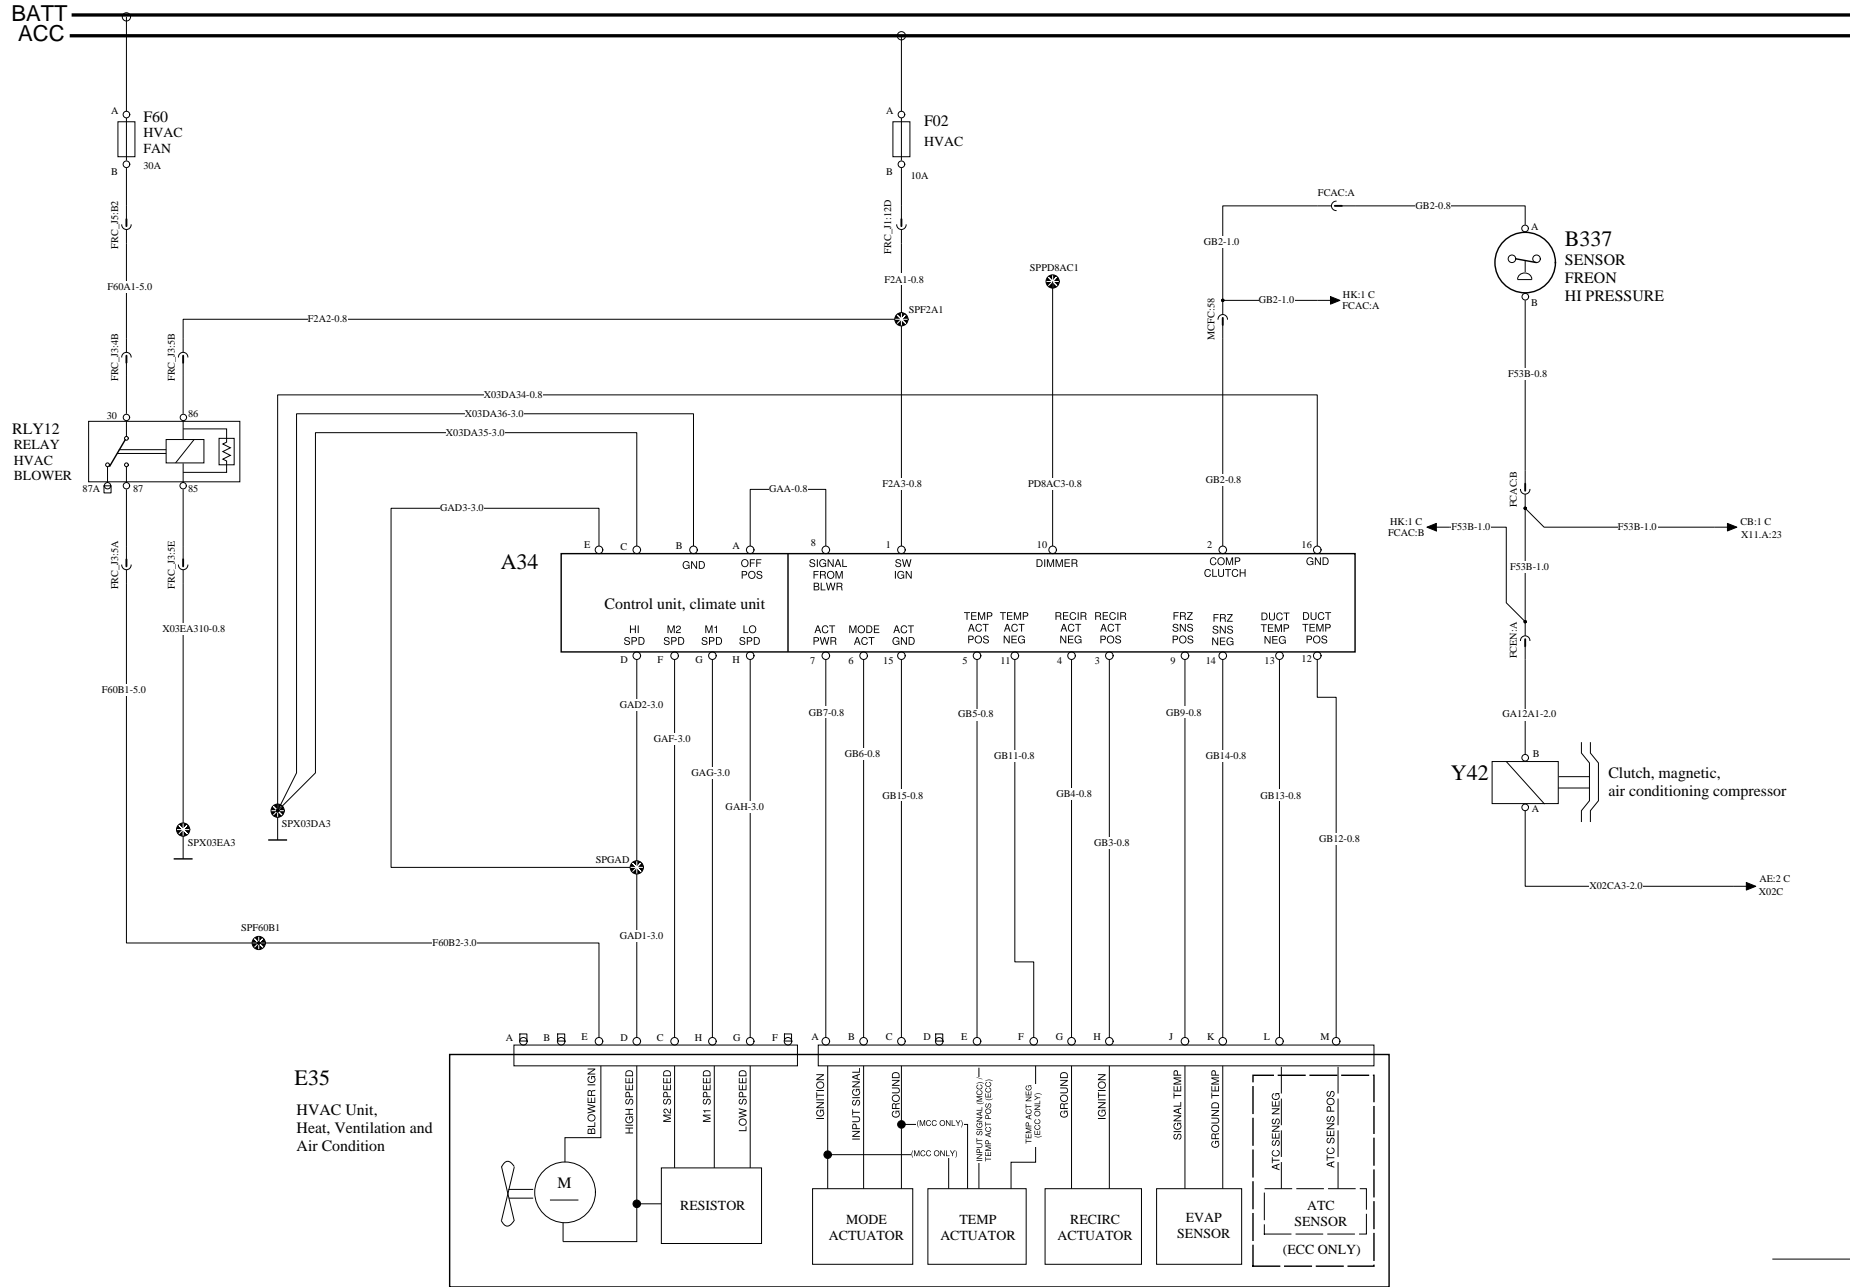 BATT
ACC
A
F60
HVAC
FAN
B
30A
FRC_J5:B2
F60A1-5.0
A
F02
HVAC
B
10A
FRC_J1:12D
F2A1-0.8
FCAC:A
GB2-0.8
GB2-1.0
A
B337
SENSOR
FREON
HI PRESSURE
B
SPPD8AC1
GB2-1.0
HK:1 C
FCAC:A
MCFC:58
SPF2A1
F2A2-0.8
FRC_J3:4B
FRC_J3:5B
F53B-0.8
X03DA34-0.8
X03DA36-3.0
X03DA35-3.0
30
86
RLY12
RELAY
HVAC
BLOWER
87A
87
85
GAA-0.8
F2A3-0.8
PD8AC3-0.8
GB2-0.8
FCAC:B
GAD3-3.0
HK:1 C
FCAC:B
F53B-1.0
F53B-1.0
CB:1 C
X11.A:23
FRC_J3:5A
FRC_J3:5E
A34
E
C
B
A
8
1
10
2
16
GND
OFF
POS
SIGNAL
FROM
BLWR
SW
IGN
DIMMER
COMP
CLUTCH
GND
F53B-1.0
Control unit, climate unit
HI
SPD
M2
SPD
M1
SPD
LO
SPD
ACT
PWR
MODE
ACT
ACT
GND
TEMP
ACT
POS
TEMP
ACT
NEG
RECIR
ACT
NEG
RECIR
ACT
POS
FRZ
SNS
POS
FRZ
SNS
NEG
DUCT
TEMP
NEG
DUCT
TEMP
POS
FCEN:A
D
F
G
H
7
6
15
5
11
4
3
9
14
13
12
X03EA310-0.8
F60B1-5.0
GAD2-3.0
GAF-3.0
GAG-3.0
GAH-3.0
GB7-0.8
GB6-0.8
GB15-0.8
GB5-0.8
GB11-0.8
GB4-0.8
GB3-0.8
GB9-0.8
GB14-0.8
GB13-0.8
GB12-0.8
GA12A1-2.0
B
Y42
Clutch, magnetic,
air conditioning compressor
A
SPX03DA3
SPX03EA3
SPGAD
X02CA3-2.0
AE:2 C
X02C
SPF60B1
F60B2-3.0
GAD1-3.0
A
B
E
D
C
H
G
F
A
B
C
D
E
F
G
H
J
K
L
M
E35
HVAC Unit,
Heat, Ventilation and
Air Condition
BLOWER IGN
HIGH SPEED
M2 SPEED
M1 SPEED
LOW SPEED
IGNITION
INPUT SIGNAL
GROUND
(MCC ONLY)
(MCC ONLY)
INPUT SIGNAL (MCC) /
TEMP ACT POS (ECC)
TEMP ACT NEG
(ECC ONLY)
GROUND
IGNITION
SIGNAL TEMP
GROUND TEMP
ATC SENS NEG
ATC SENS POS
M
RESISTOR
MODE
ACTUATOR
TEMP
ACTUATOR
RECIRC
ACTUATOR
EVAP
SENSOR
ATC
SENSOR
(ECC ONLY)